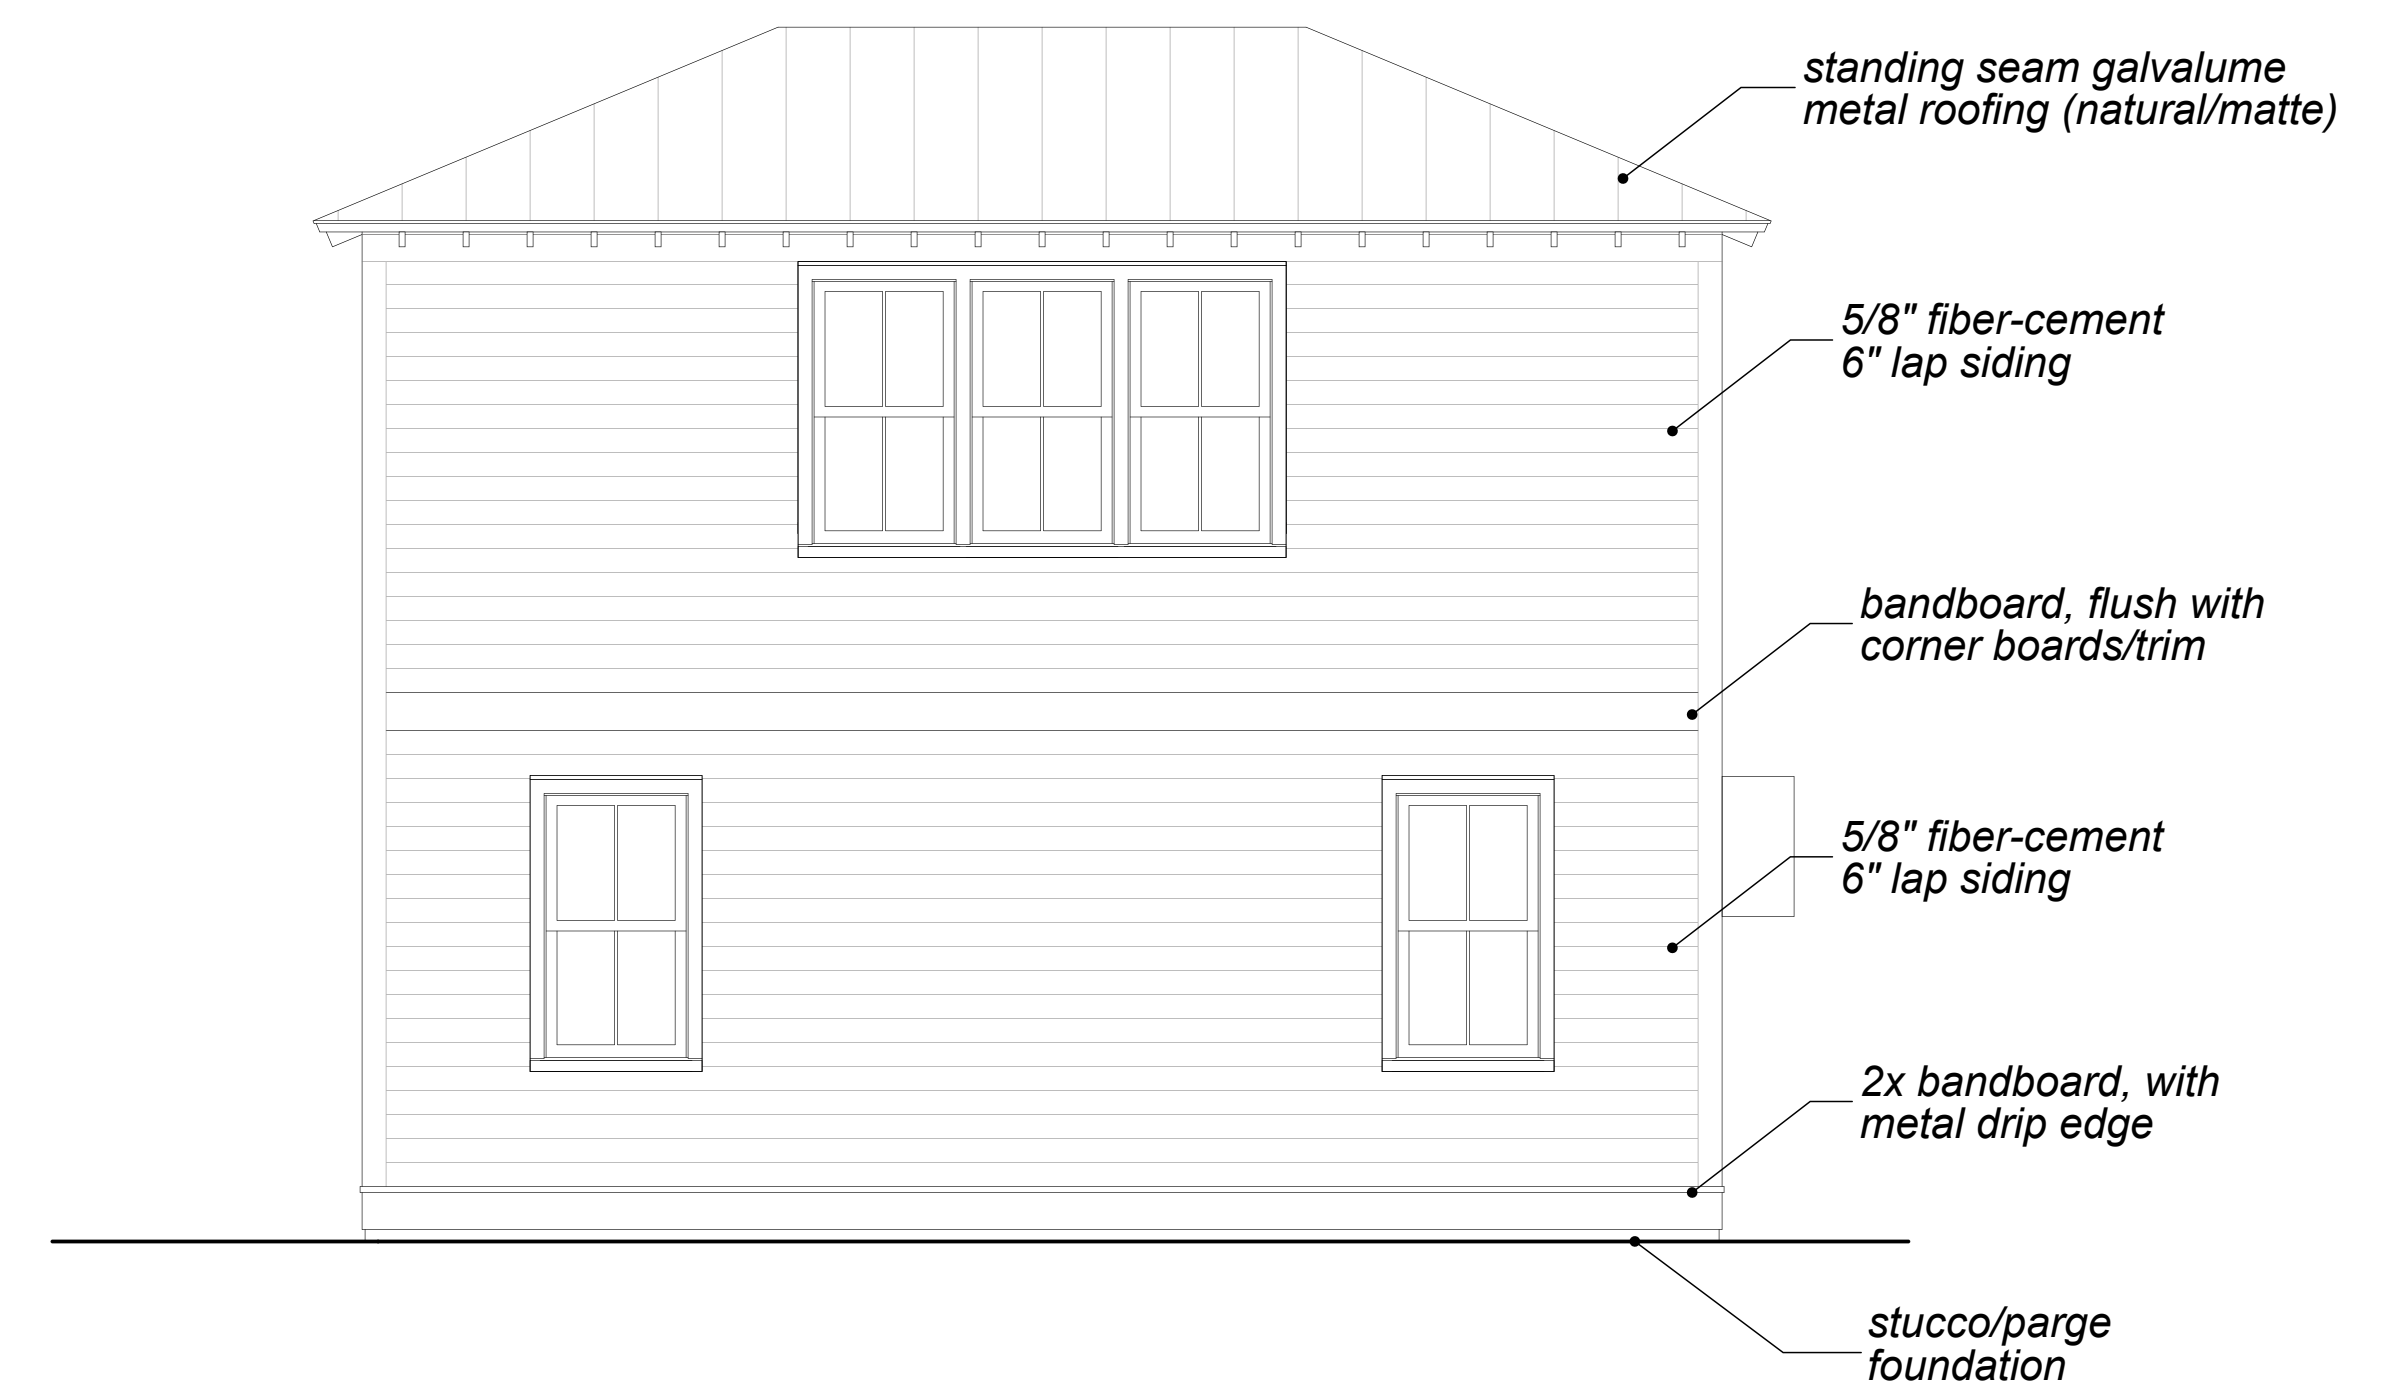 standing seam galvalume
metal roofing (natural/matte)
5/8" fiber-cement
6" lap siding
bandboard, flush with
corner boards/trim
5/8" fiber-cement
6" lap siding
2x bandboard, with
metal drip edge
stucco/parge
foundation